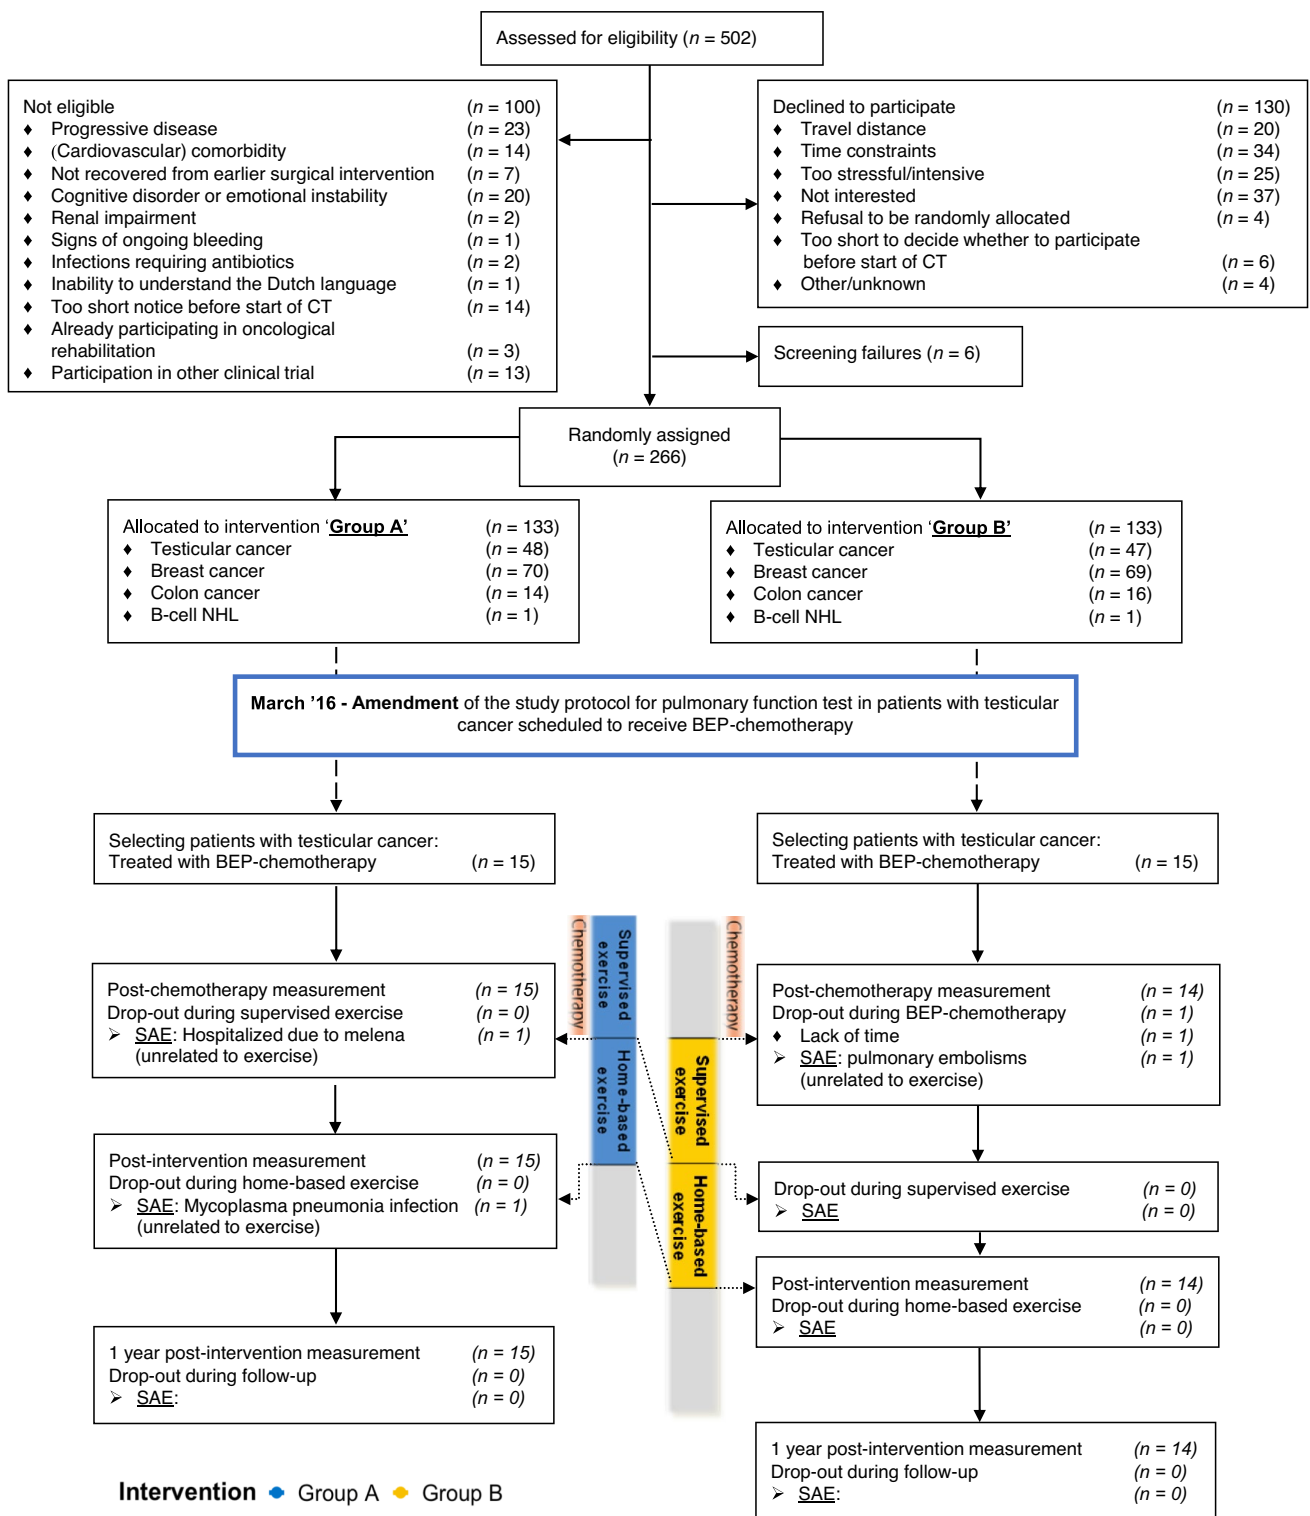 Assessed for eligibility (n = 502)
Not eligible (n = 100)
♦ Progressive disease (n = 23)
♦ (Cardiovascular) comorbidity (n = 14)
♦ Not recovered from earlier surgical intervention (n = 7)
♦ Cognitive disorder or emotional instability (n = 20)
♦ Renal impairment (n = 2)
♦ Signs of ongoing bleeding (n = 1)
♦ Infections requiring antibiotics (n = 2)
♦ Inability to understand the Dutch language (n = 1)
♦ Too short notice before start of CT (n = 14)
♦ Already participating in oncological
rehabilitation (n = 3)
♦ Participation in other clinical trial (n = 13)
Declined to participate (n = 130)
♦ Travel distance (n = 20)
♦ Time constraints (n = 34)
♦ Too stressful/intensive (n = 25)
♦ Not interested (n = 37)
♦ Refusal to be randomly allocated (n = 4)
♦ Too short to decide whether to participate
before start of CT (n = 6)
♦ Other/unknown (n = 4)
Screening failures (n = 6)
Randomly assigned
(n = 266)
Allocated to intervention ‘Group A’ (n = 133)
♦ Testicular cancer (n = 48)
♦ Breast cancer (n = 70)
♦ Colon cancer (n = 14)
♦ B-cell NHL (n = 1)
Allocated to intervention ‘Group B’ (n = 133)
♦ Testicular cancer (n = 47)
♦ Breast cancer (n = 69)
♦ Colon cancer (n = 16)
♦ B-cell NHL (n = 1)
March ’16 - Amendment of the study protocol for pulmonary function test in patients with testicular
cancer scheduled to receive BEP-chemotherapy
Selecting patients with testicular cancer:
Treated with BEP-chemotherapy (n = 15)
Selecting patients with testicular cancer:
Treated with BEP-chemotherapy (n = 15)
Post-chemotherapy measurement (n = 15)
Drop-out during supervised exercise (n = 0)
➢ SAE: Hospitalized due to melena (n = 1)
(unrelated to exercise)
Post-intervention measurement (n = 15)
Drop-out during home-based exercise (n = 0)
➢ SAE: Mycoplasma pneumonia infection (n = 1)
(unrelated to exercise)
1 year post-intervention measurement (n = 15)
Drop-out during follow-up (n = 0)
➢ SAE: (n = 0)
Chemotherapy
Supervised
exercise
Home-based
exercise
Chemotherapy
Supervised
exercise
Home-based
exercise
Post-chemotherapy measurement (n = 14)
Drop-out during BEP-chemotherapy (n = 1)
♦ Lack of time (n = 1)
➢ SAE: pulmonary embolisms (n = 1)
(unrelated to exercise)
Drop-out during supervised exercise (n = 0)
➢ SAE (n = 0)
Post-intervention measurement (n = 14)
Drop-out during home-based exercise (n = 0)
➢ SAE (n = 0)
1 year post-intervention measurement (n = 14)
Drop-out during follow-up (n = 0)
➢ SAE: (n = 0)
Intervention Group A Group B